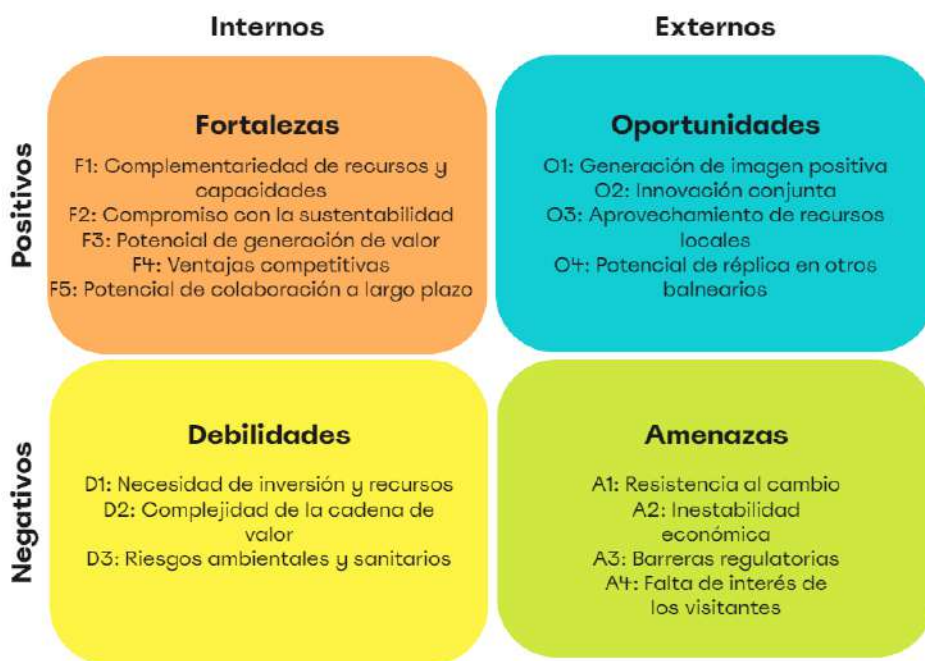 Internos
Externos
Positivos
Fortalezas
F1: Complementariedad de recursos y
capacidades
F2: Compromiso con la sustentabilidad
F3: Potencial de generación de valor
F4: Ventajas competitivas
F5: Potencial de colaboración a largo plazo
Oportunidades
O1: Generación de imagen positiva
O2: Innovación conjunta
O3: Aprovechamiento de recursos
locales
O4: Potencial de réplica en otros
balnearios
Negativos
Debilidades
D1: Necesidad de inversión y recursos
D2: Complejidad de la cadena de
valor
D3: Riesgos ambientales y sanitarios
Amenazas
A1: Resistencia al cambio
A2: Inestabilidad
económica
A3: Barreras regulatorias
A4: Falta de interés de
los visitantes